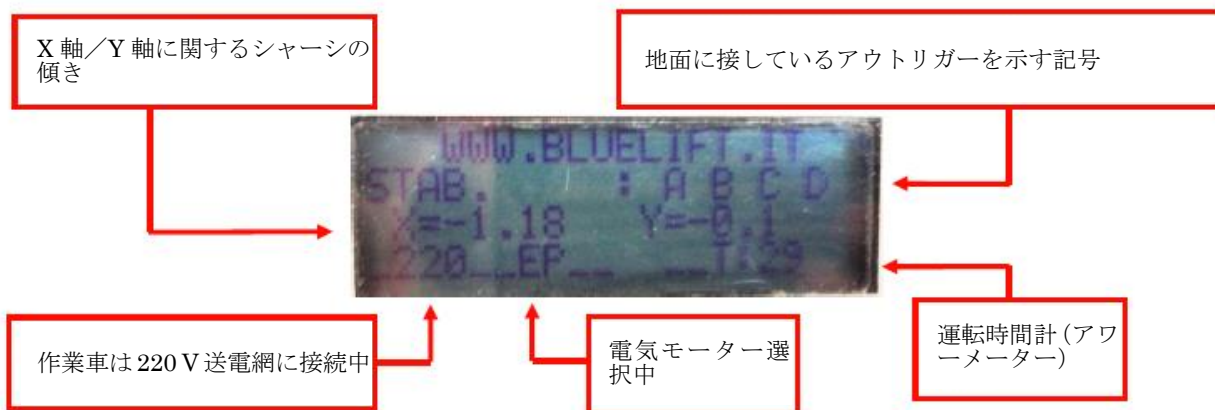 X 軸／Y 軸に関するシャーシの
傾き
地面に接しているアウトリガーを示す記号
WWW.BLUELIFT.IT
STAB. : A B C D
X=-1.18 Y=-0.1
_220__EP__ __T:29
作業車は 220 V 送電網に接続中
電気モーター選
択中
運転時間計（アワ
ーメーター）